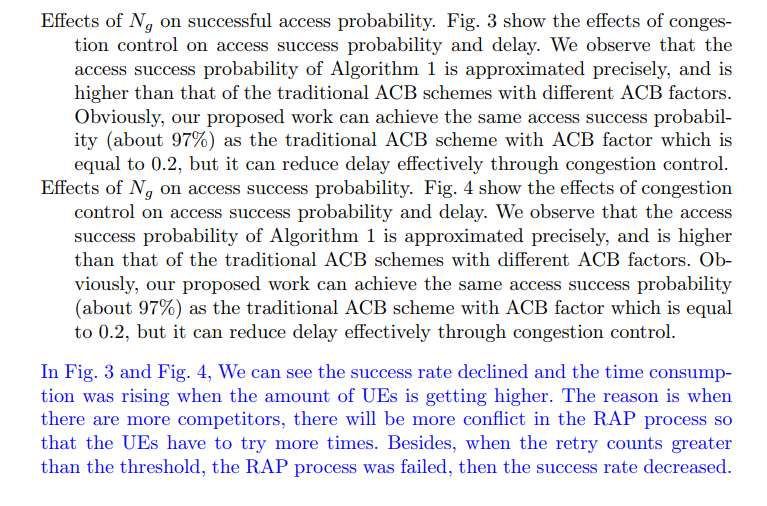 Effects of N_g on successful access probability. Fig. 3 show the effects of conges-
tion control on access success probability and delay. We observe that the
access success probability of Algorithm 1 is approximated precisely, and is
higher than that of the traditional ACB schemes with different ACB factors.
Obviously, our proposed work can achieve the same access success probabil-
ity (about 97%) as the traditional ACB scheme with ACB factor which is
equal to 0.2, but it can reduce delay effectively through congestion control.
Effects of N_g on access success probability. Fig. 4 show the effects of congestion
control on access success probability and delay. We observe that the access
success probability of Algorithm 1 is approximated precisely, and is higher
than that of the traditional ACB schemes with different ACB factors. Ob-
viously, our proposed work can achieve the same access success probability
(about 97%) as the traditional ACB scheme with ACB factor which is equal
to 0.2, but it can reduce delay effectively through congestion control.
In Fig. 3 and Fig. 4, We can see the success rate declined and the time consump-
tion was rising when the amount of UEs is getting higher. The reason is when
there are more competitors, there will be more conflict in the RAP process so
that the UEs have to try more times. Besides, when the retry counts greater
than the threshold, the RAP process was failed, then the success rate decreased.